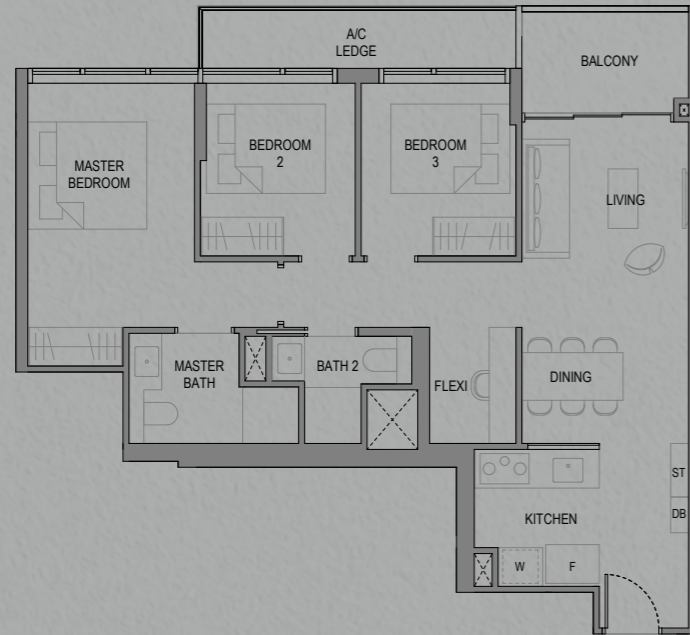 A/C
LEDGE
BALCONY
MASTER
BEDROOM
BEDROOM
2
BEDROOM
3
LIVING
MASTER
BATH
BATH 2
FLEXI
DINING
ST
DB
KITCHEN
W
F